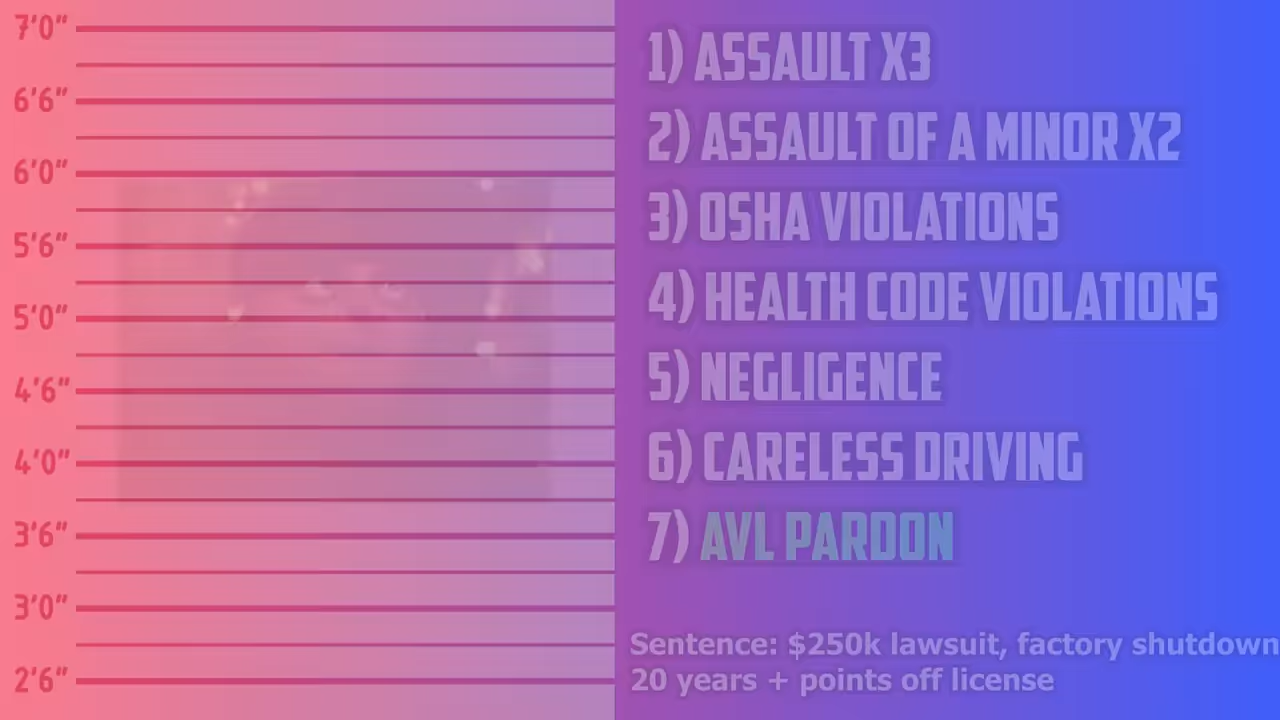 7'0"
6'6"
6'0"
5'6"
5'0"
4'6"
4'0"
3'6"
3'0"
2'6"
1) ASSAULT X3
2) ASSAULT OF A MINOR X2
3) OSHA VIOLATIONS
4) HEALTH CODE VIOLATIONS
5) NEGLIGENCE
6) CARELESS DRIVING
7) AVL PARDON
Sentence: $250k lawsuit, factory shutdown
20 years + points off license